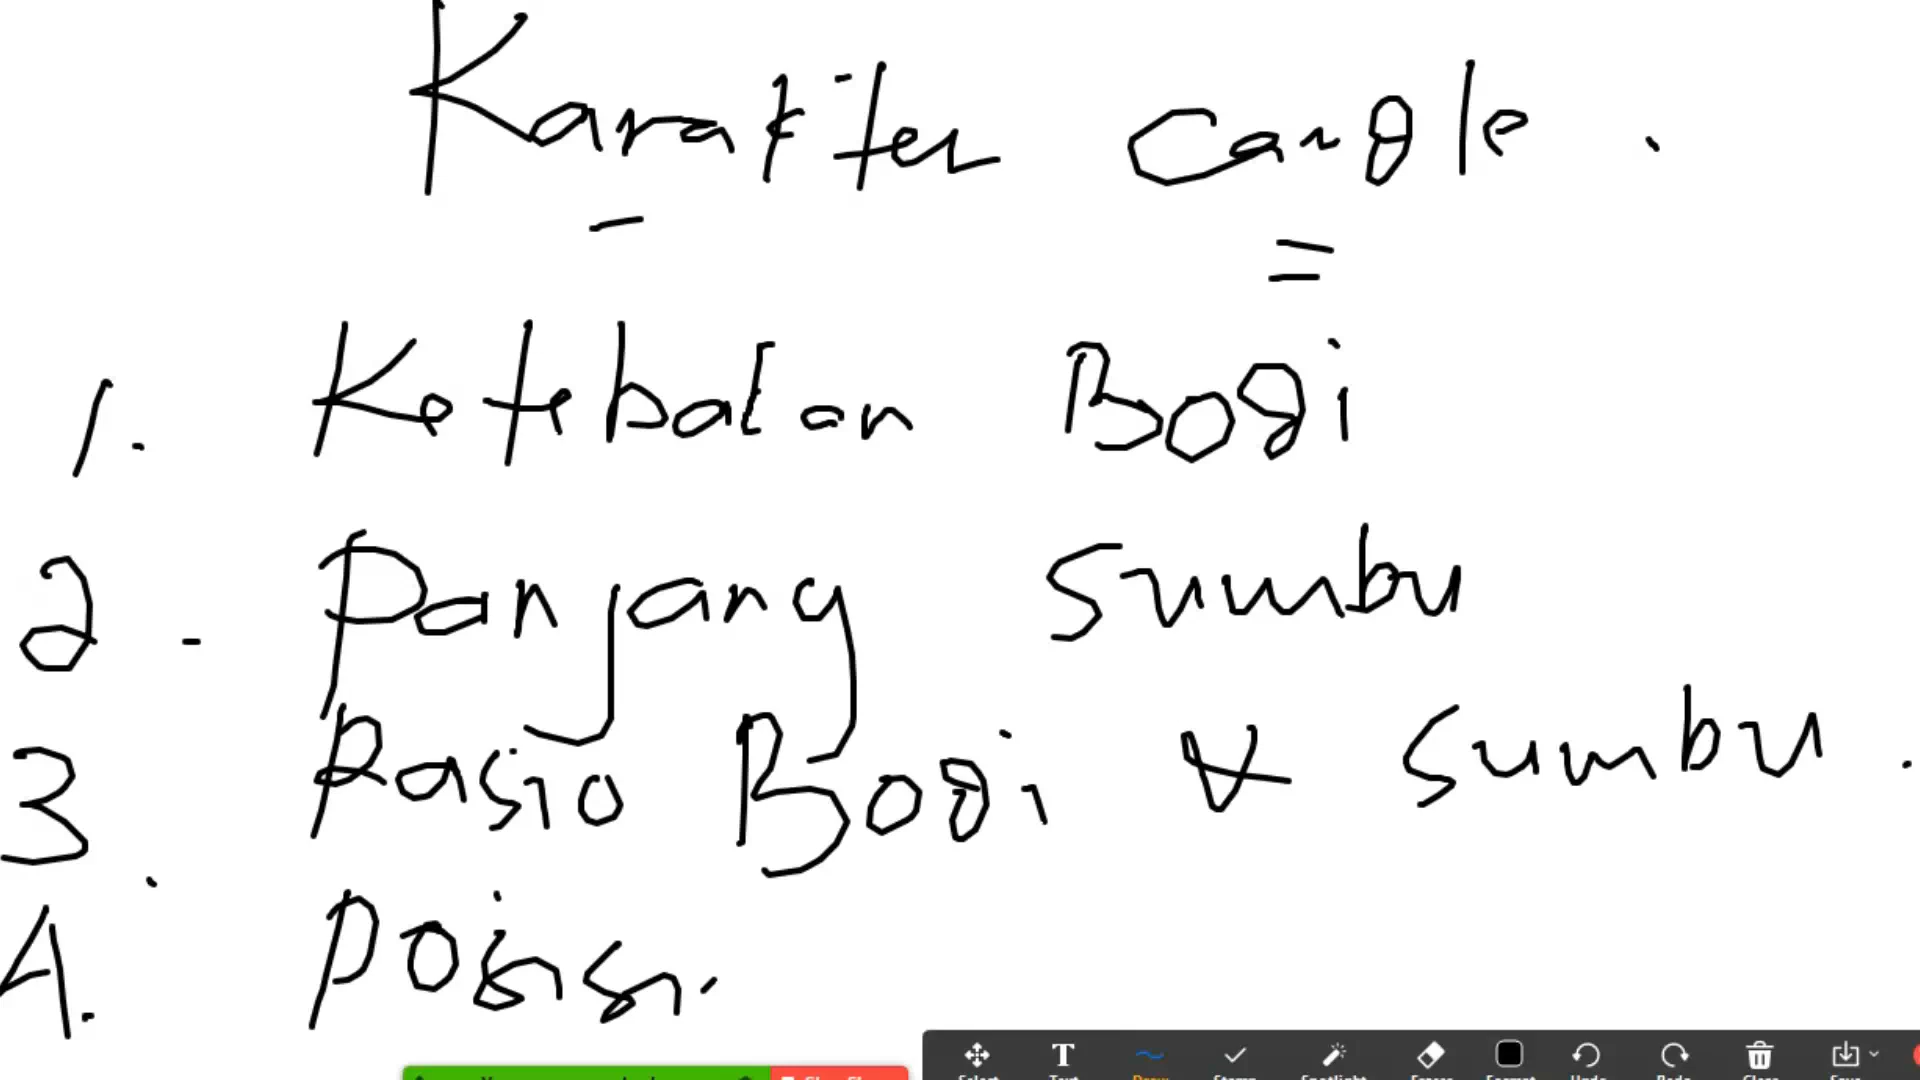 Karakter candle.
1. Ketebalan Bodi
2. Panjang sumbu
3. Rasio Bodi & sumbu.
4. Posisi